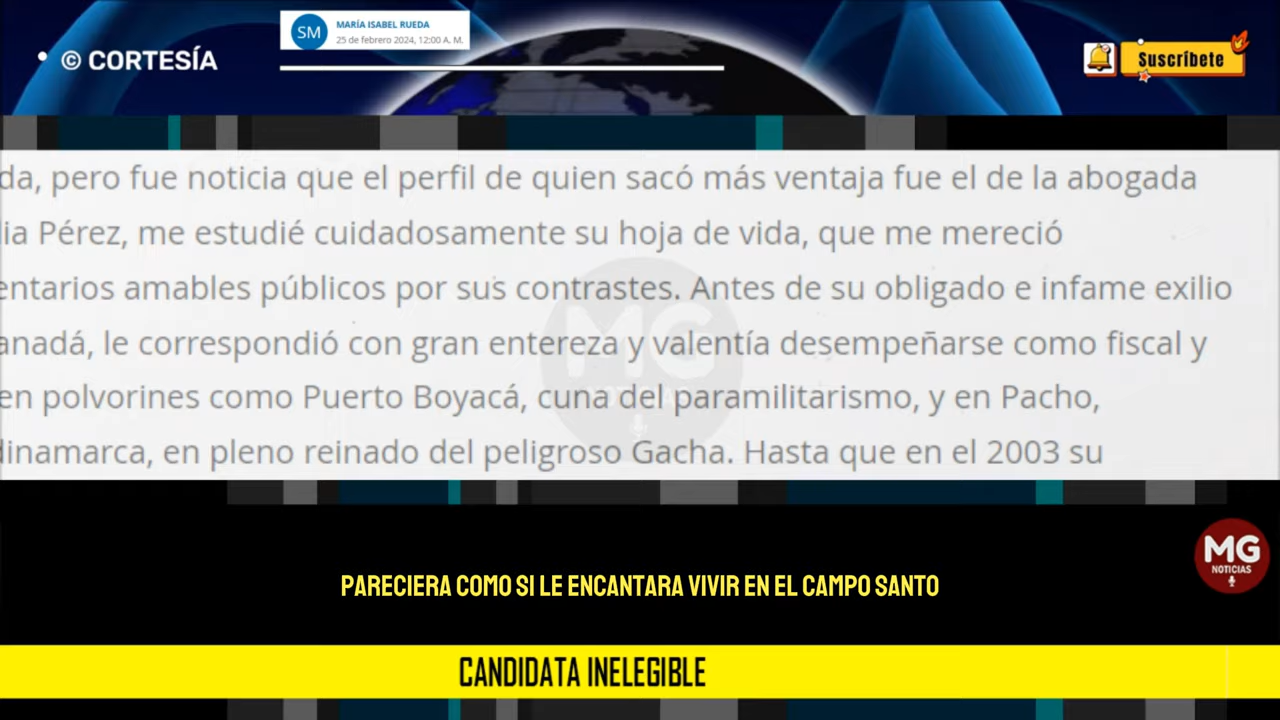 SM
MARÍA ISABEL RUEDA
25 de febrero 2024, 12:00 A. M.
© CORTESÍA
Suscríbete
da, pero fue noticia que el perfil de quien sacó más ventaja fue el de la abogada
lia Pérez, me estudié cuidadosamente su hoja de vida, que me mereció
entarios amables públicos por sus contrastes. Antes de su obligado e infame exilio
anadá, le correspondió con gran entereza y valentía desempeñarse como fiscal y
en polvorines como Puerto Boyacá, cuna del paramilitarismo, y en Pacho,
dinamarca, en pleno reinado del peligroso Gacha. Hasta que en el 2003 su
MG
NOTICIAS
PARECIERA COMO SI LE ENCANTARA VIVIR EN EL CAMPO SANTO
CANDIDATA INELEGIBLE